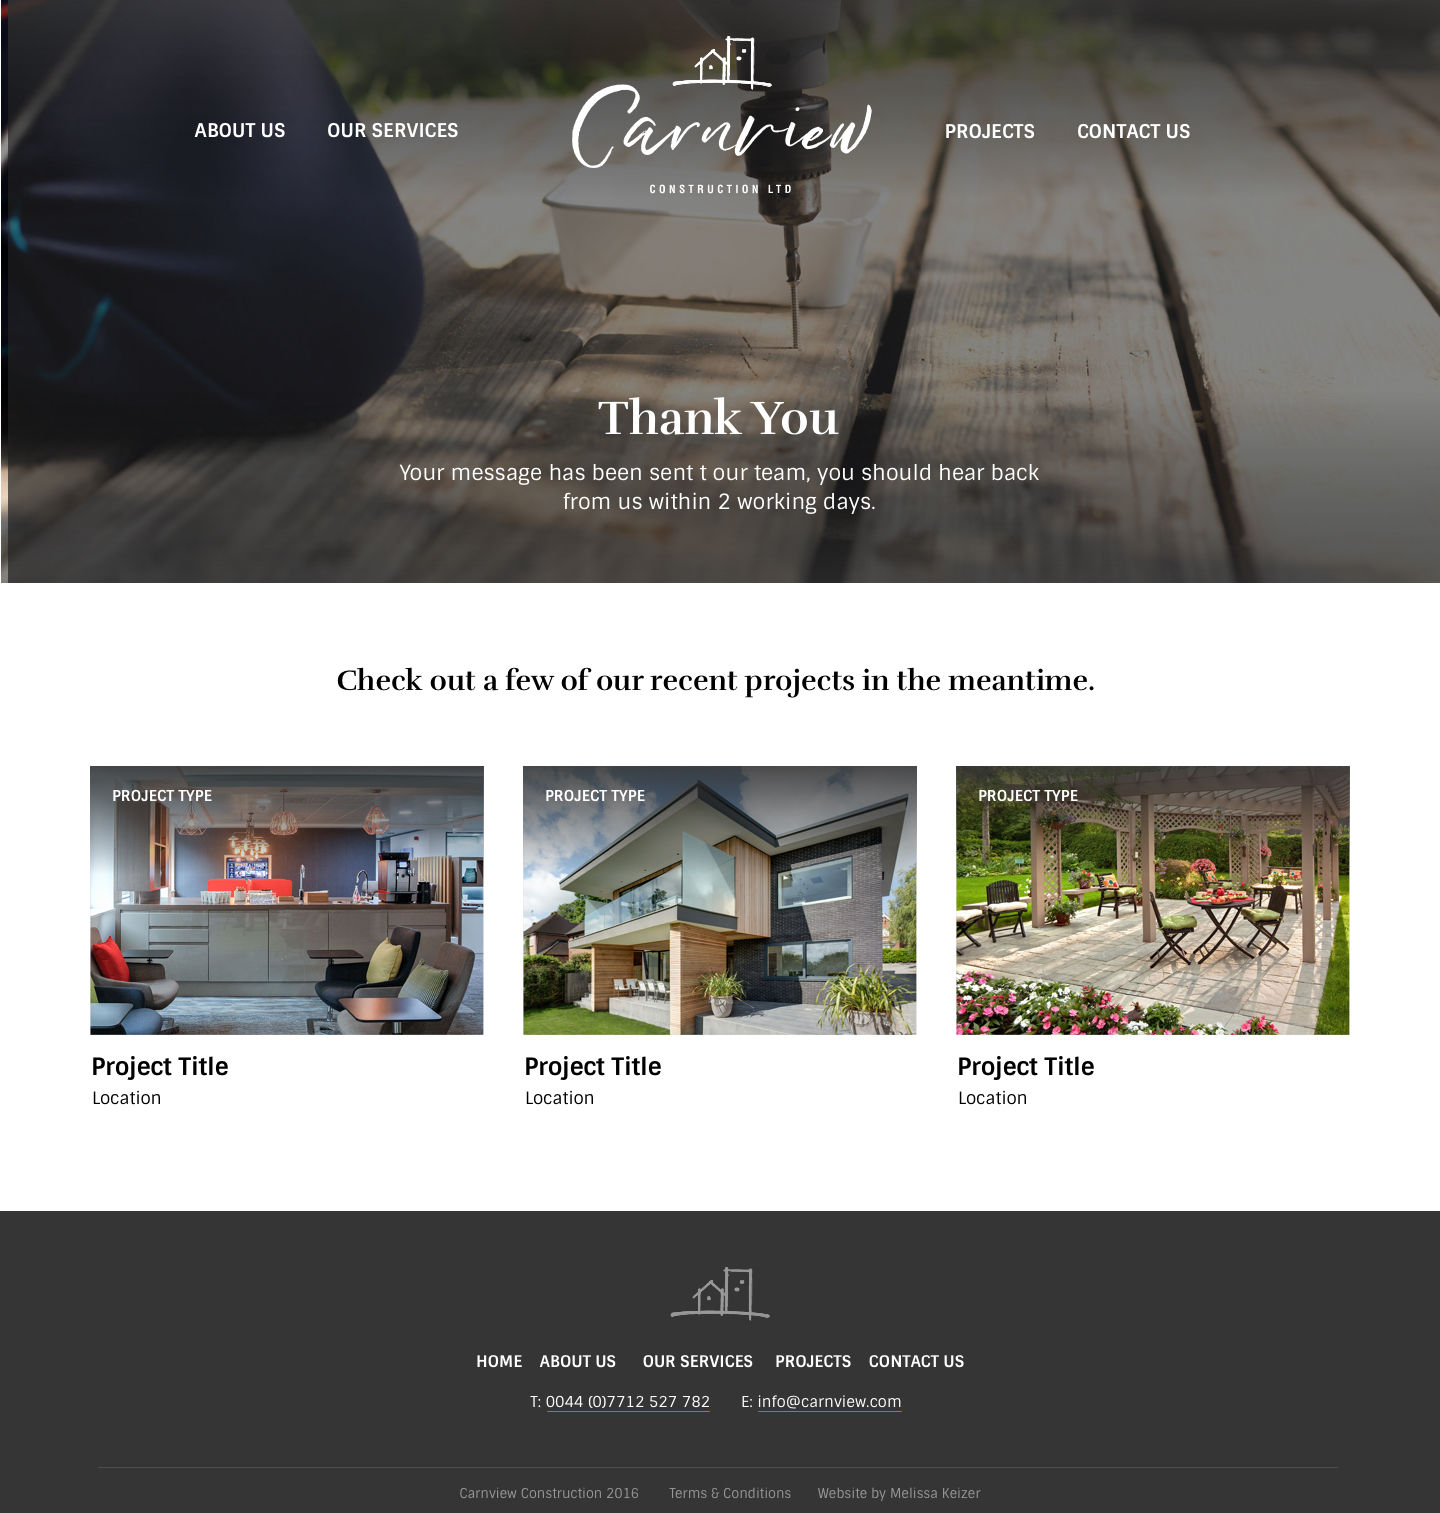 ABOUT US
OUR SERVICES
Carnview
CONSTRUCTION LTD
PROJECTS
CONTACT US
Thank You
Your message has been sent t our team, you should hear back
from us within 2 working days.
Check out a few of our recent projects in the meantime.
PROJECT TYPE
Project Title
Location
PROJECT TYPE
Project Title
Location
PROJECT TYPE
Project Title
Location
HOME ABOUT US OUR SERVICES PROJECTS CONTACT US
T: 0044 (0)7712 527 782 E: info@carnview.com
Carnview Construction 2016 Terms & Conditions Website by Melissa Keizer